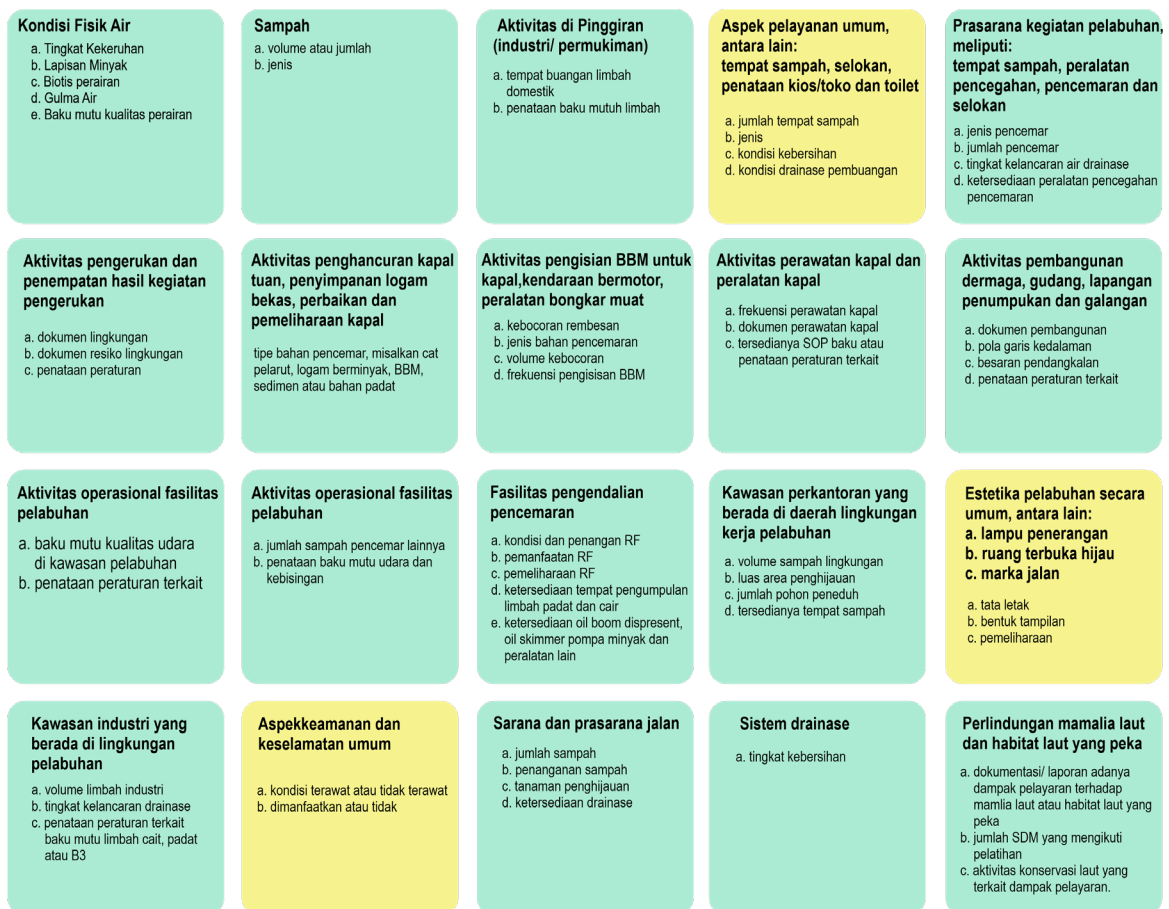 Kondisi Fisik Air
a. Tingkat Kekeruhan
b. Lapisan Minyak
c. Biotis perairan
d. Gulma Air
e. Baku mutu kualitas perairan
Sampah
a. volume atau jumlah
b. jenis
Aktivitas di Pinggiran
(industri/ permukiman)
a. tempat buangan limbah
domestik
b. penataan baku mutuh limbah
Aspek pelayanan umum,
antara lain:
tempat sampah, selokan,
penataan kios/toko dan toilet
a. jumlah tempat sampah
b. jenis
c. kondisi kebersihan
d. kondisi drainase pembuangan
Prasarana kegiatan pelabuhan,
meliputi:
tempat sampah, peralatan
pencegahan, pencemaran dan
selokan
a. jenis pencemar
b. jumlah pencemar
c. tingkat kelancaran air drainase
d. ketersediaan peralatan pencegahan
pencemaran
Aktivitas pengerukan dan
penempatan hasil kegiatan
pengerukan
a. dokumen lingkungan
b. dokumen resiko lingkungan
c. penataan peraturan
Aktivitas penghancuran kapal
tuan, penyimpanan logam
bekas, perbaikan dan
pemeliharaan kapal
tipe bahan pencemar, misalkan cat
pelarut, logam berminyak, BBM,
sedimen atau bahan padat
Aktivitas pengisian BBM untuk
kapal,kendaraan bermotor,
peralatan bongkar muat
a. kebocoran rembesan
b. jenis bahan pencemaran
c. volume kebocoran
d. frekuensi pengisisan BBM
Aktivitas perawatan kapal dan
peralatan kapal
a. frekuensi perawatan kapal
b. dokumen perawatan kapal
c. tersedianya SOP baku atau
penataan peraturan terkait
Aktivitas pembangunan
dermaga, gudang, lapangan
penumpukan dan galangan
a. dokumen pembangunan
b. pola garis kedalaman
c. besaran pendangkalan
d. penataan peraturan terkait
Aktivitas operasional fasilitas
pelabuhan
a. baku mutu kualitas udara
di kawasan pelabuhan
b. penataan peraturan terkait
Aktivitas operasional fasilitas
pelabuhan
a. jumlah sampah pencemar lainnya
b. penataan baku mutu udara dan
kebisingan
Fasilitas pengendalian
pencemaran
a. kondisi dan penangan RF
b. pemanfaatan RF
c. pemeliharaan RF
d. ketersediaan tempat pengumpulan
limbah padat dan cair
e. ketersediaan oil boom dispresent,
oil skimmer pompa minyak dan
peralatan lain
Kawasan perkantoran yang
berada di daerah lingkungan
kerja pelabuhan
a. volume sampah lingkungan
b. luas area penghijauan
c. jumlah pohon peneduh
d. tersedianya tempat sampah
Estetika pelabuhan secara
umum, antara lain:
a. lampu penerangan
b. ruang terbuka hijau
c. marka jalan
a. tata letak
b. bentuk tampilan
c. pemeliharaan
Kawasan industri yang
berada di lingkungan
pelabuhan
a. volume limbah industri
b. tingkat kelancaran drainase
c. penataan peraturan terkait
baku mutu limbah cait, padat
atau B3
Aspekkeamanan dan
keselamatan umum
a. kondisi terawat atau tidak terawat
b. dimanfaatkan atau tidak
Sarana dan prasarana jalan
a. jumlah sampah
b. penanganan sampah
c. tanaman penghijauan
d. ketersediaan drainase
Sistem drainase
a. tingkat kebersihan
Perlindungan mamalia laut
dan habitat laut yang peka
a. dokumentasi/ laporan adanya
dampak pelayaran terhadap
mamlia laut atau habitat laut yang
peka
b. jumlah SDM yang mengikuti
pelatihan
c. aktivitas konservasi laut yang
terkait dampak pelayaran.